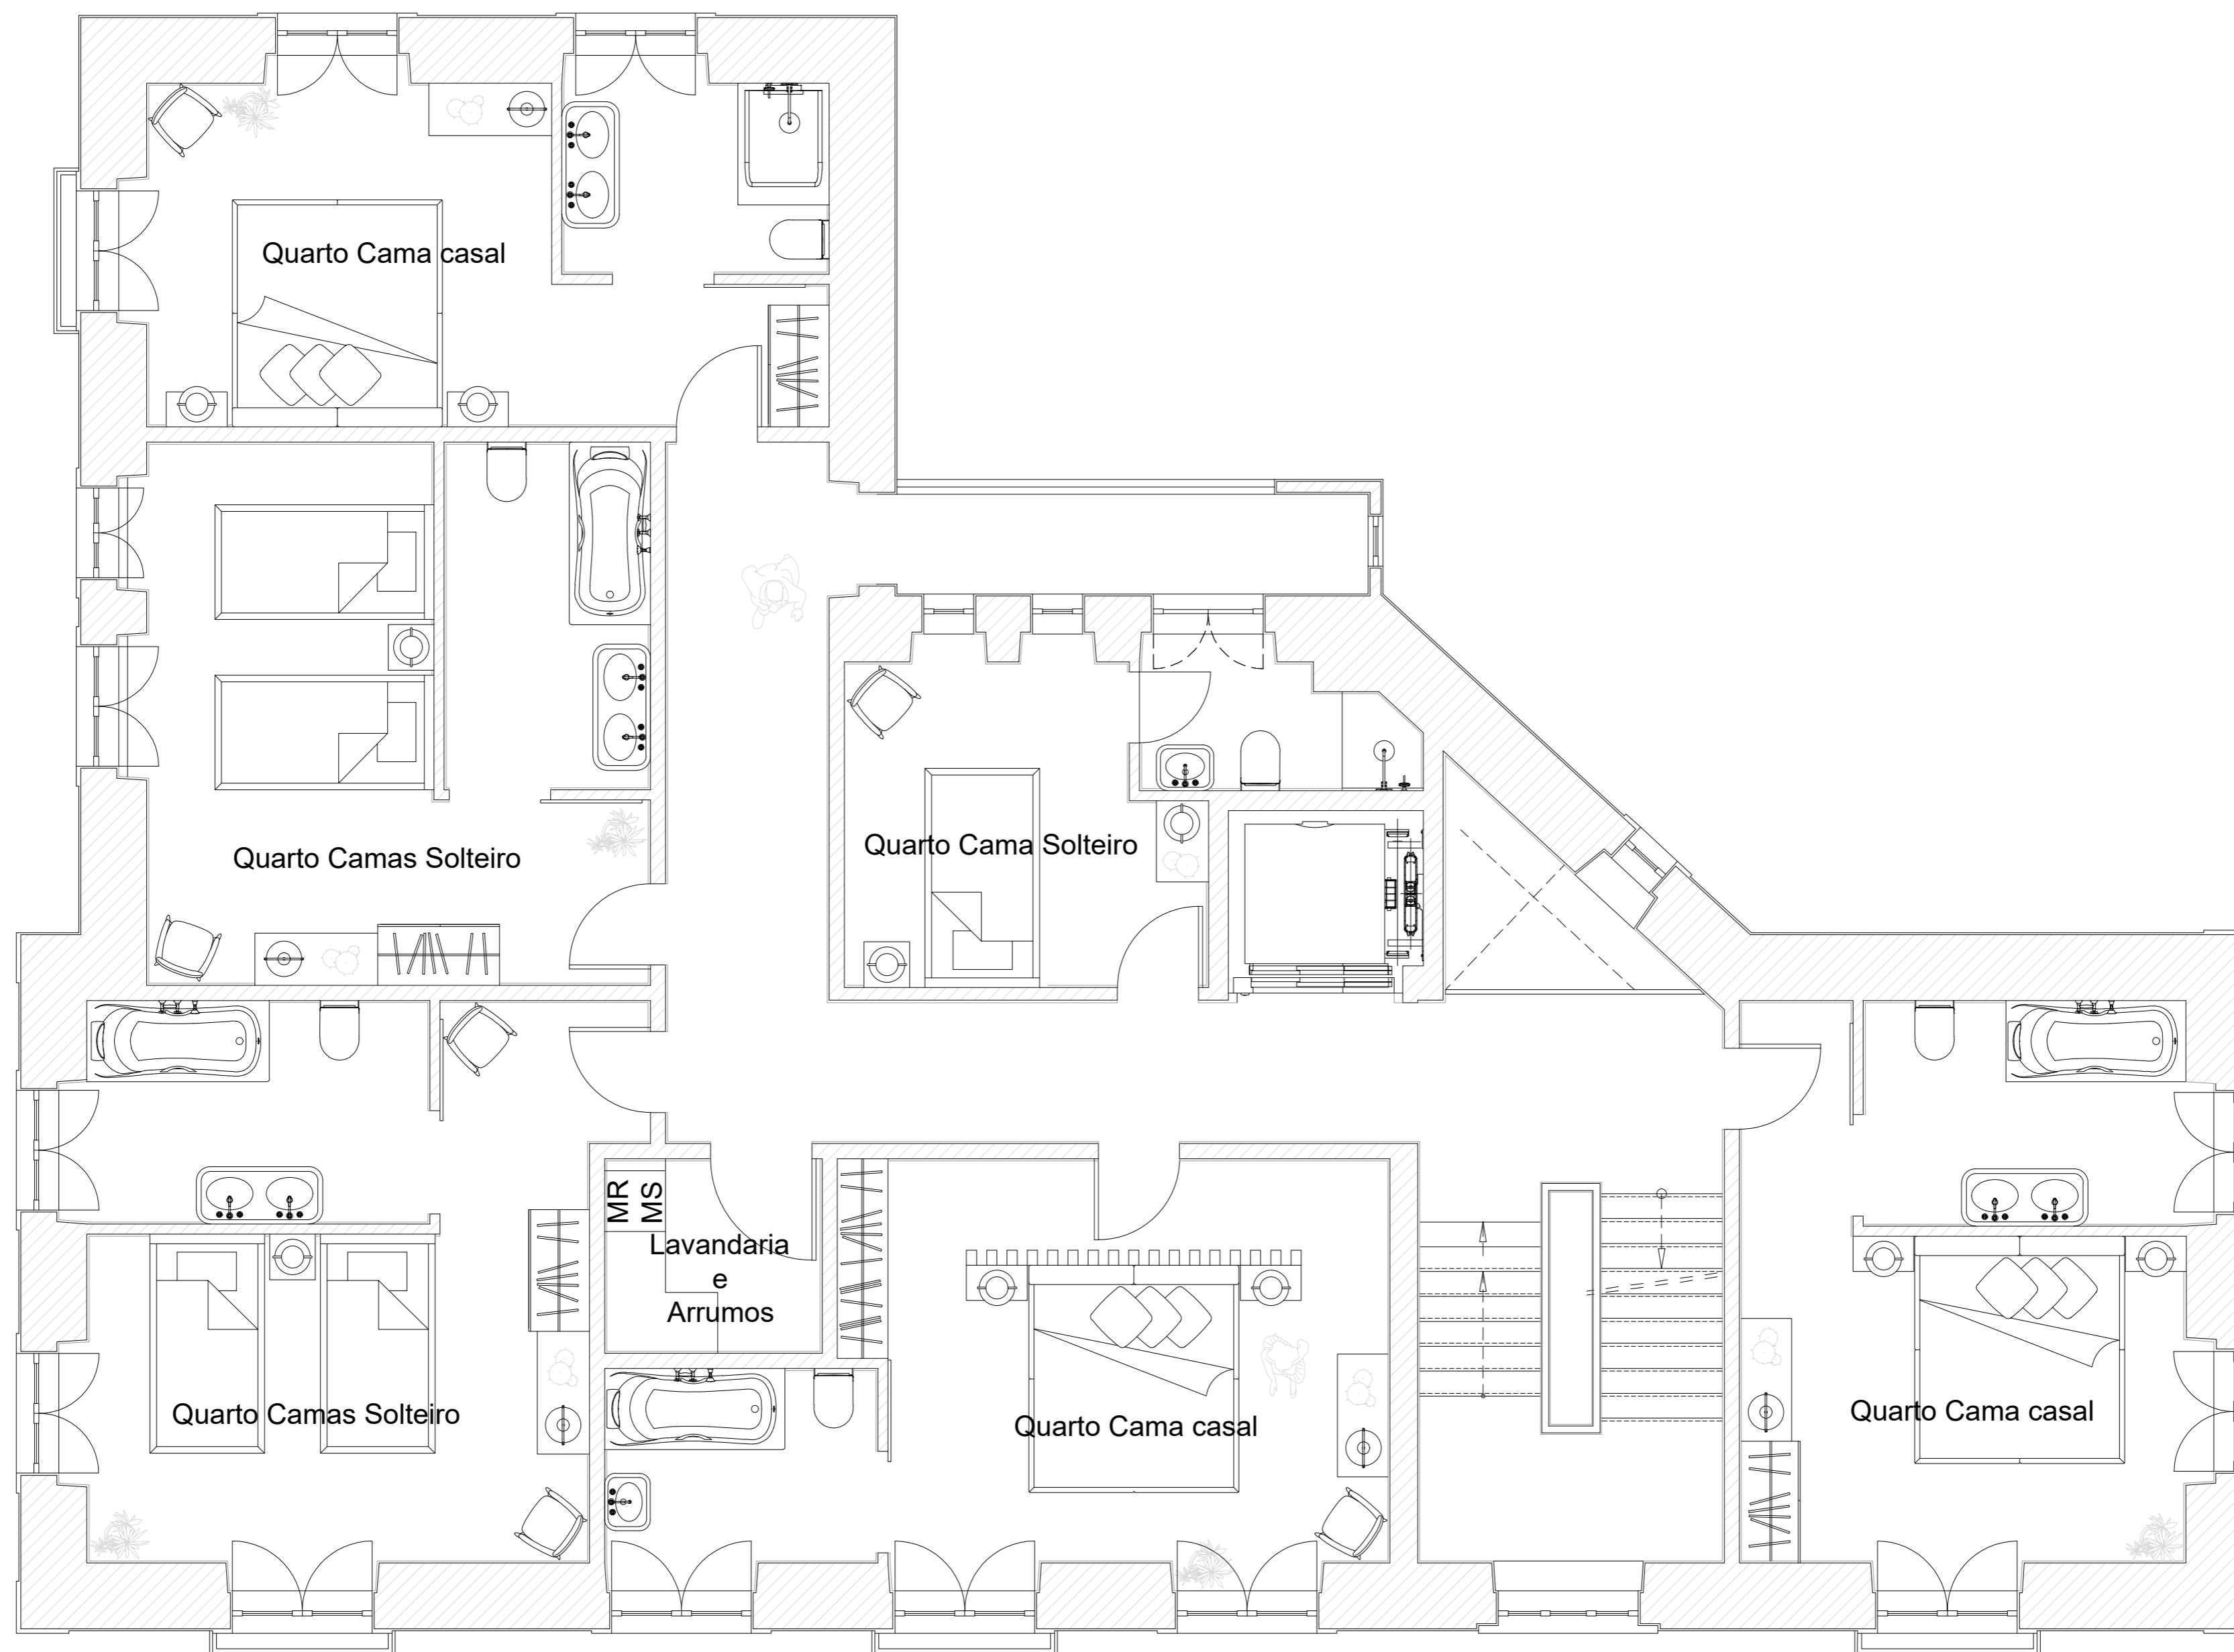 Quarto Cama casal
Quarto Camas Solteiro
Quarto Cama Solteiro
MR
MS
Lavandaria
e
Arrumos
Quarto Camas Solteiro
Quarto Cama casal
Quarto Cama casal